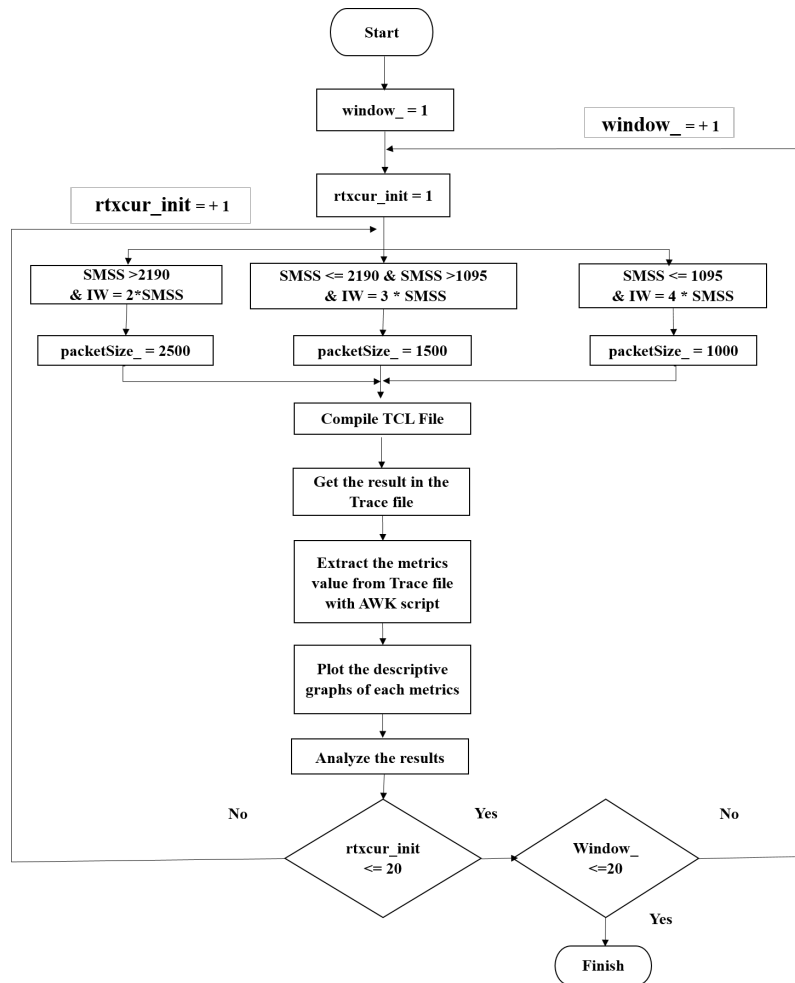 Start
window_ = 1
window_ = + 1
rtxcur_init = 1
rtxcur_init = + 1
SMSS >2190
& IW = 2*SMSS
SMSS <= 2190 & SMSS >1095
& IW = 3 * SMSS
SMSS <= 1095
& IW = 4 * SMSS
packetSize_ = 2500
packetSize_ = 1500
packetSize_ = 1000
Compile TCL File
Get the result in the
Trace file
Extract the metrics
value from Trace file
with AWK script
Plot the descriptive
graphs of each metrics
Analyze the results
No
Yes
No
rtxcur_init
<= 20
Window_
<=20
Yes
Finish